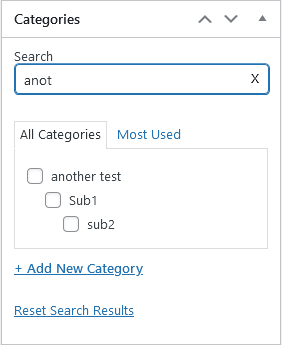 Categories
Search
anot X
All Categories Most Used
another test
Sub1
sub2
+ Add New Category
Reset Search Results